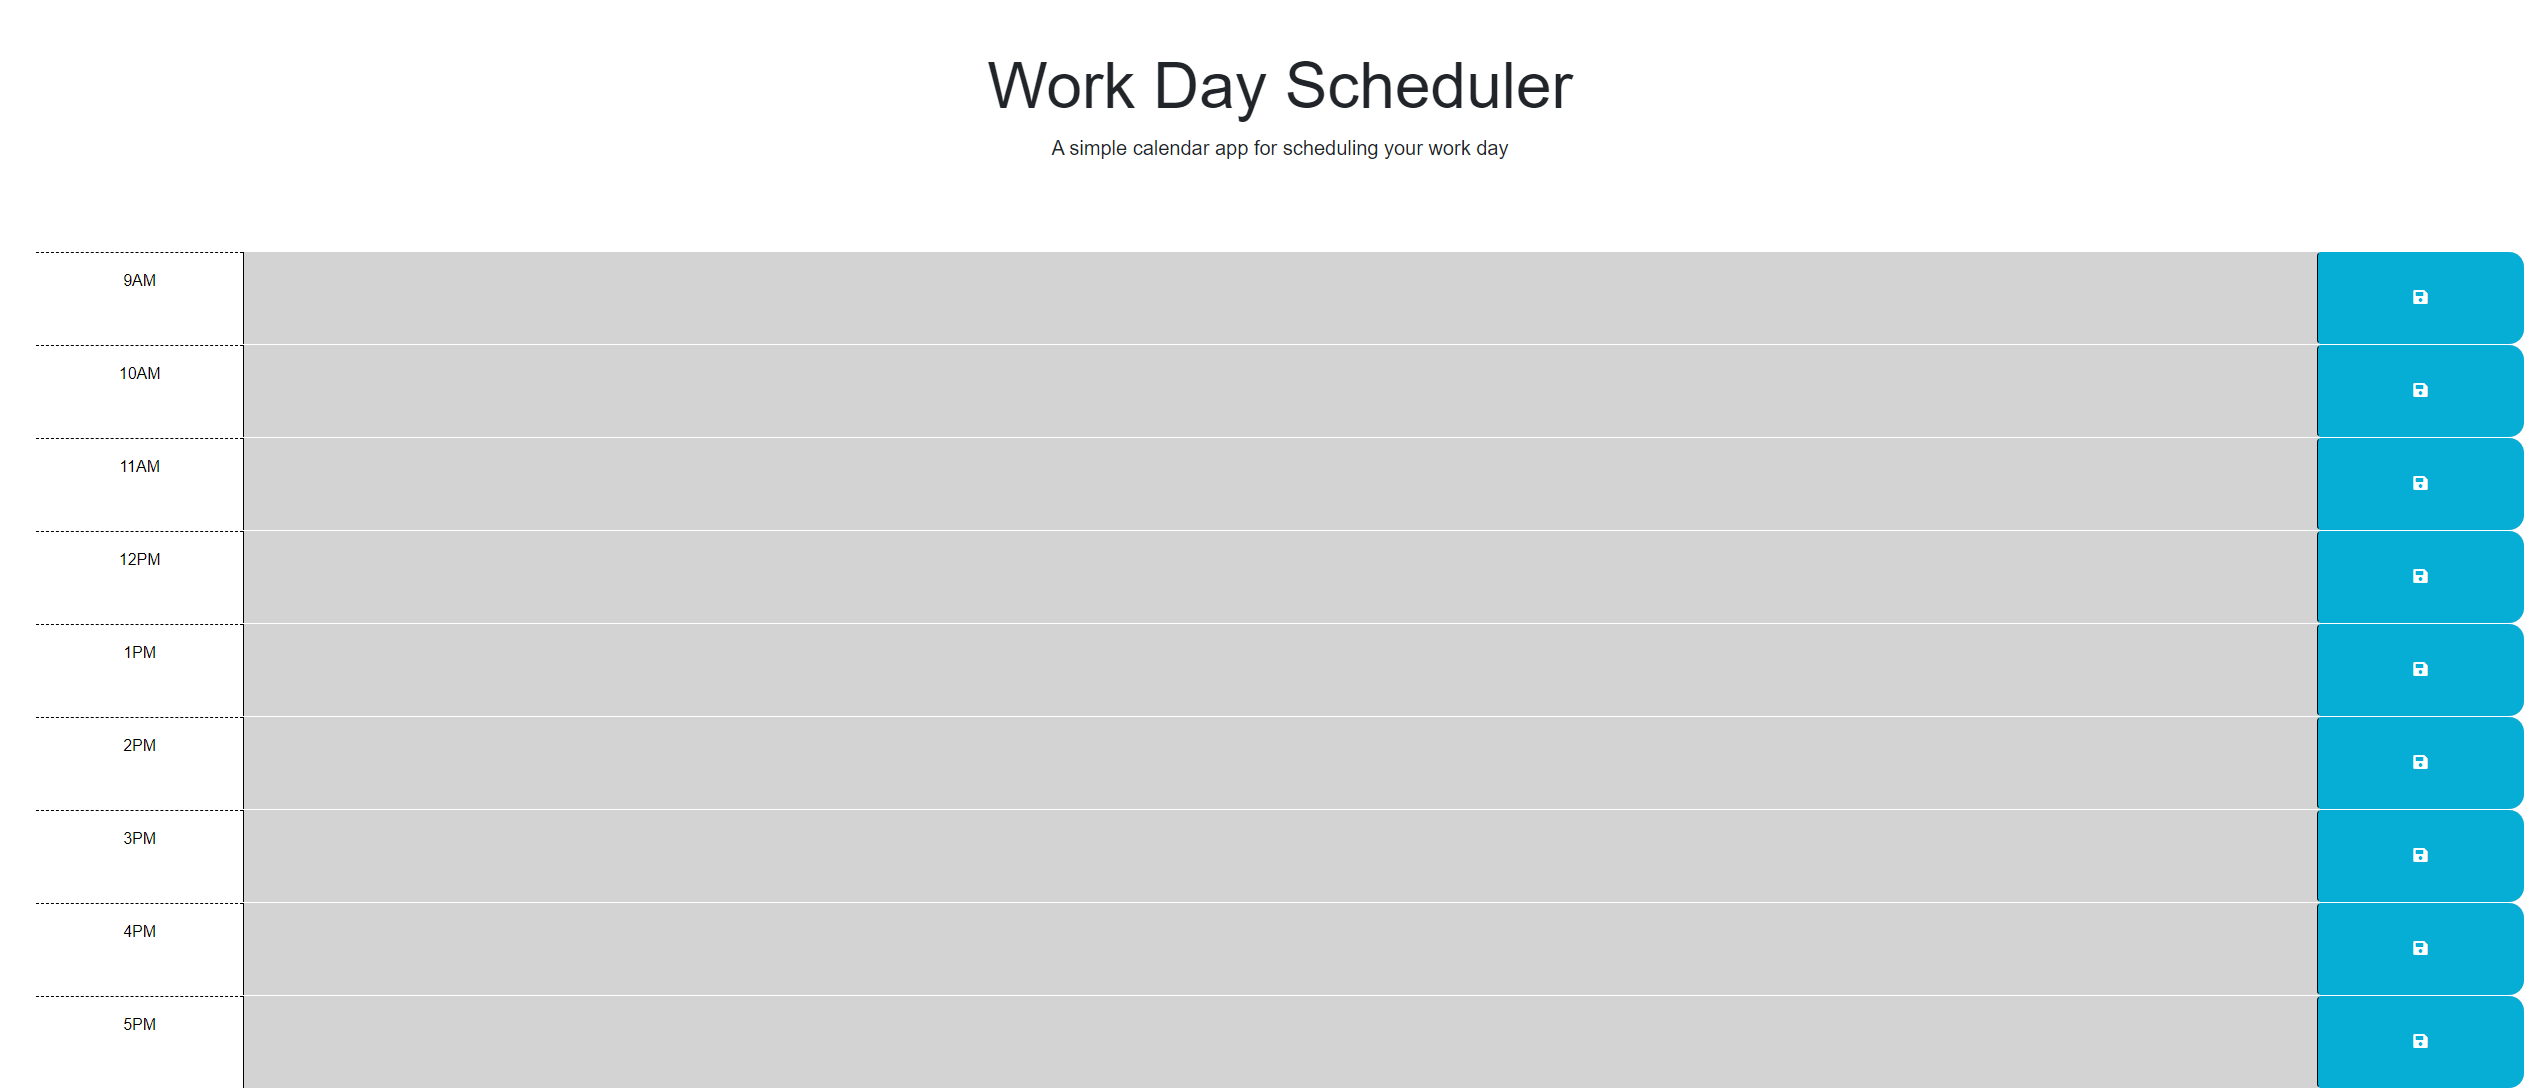 Work Day Scheduler
A simple calendar app for scheduling your work day
9AM
10AM
11AM
12PM
1PM
2PM
3PM
4PM
5PM